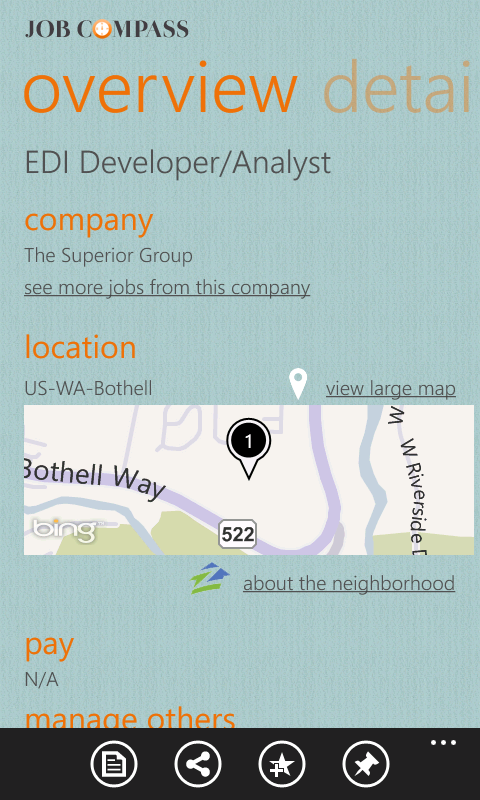 JOB COMPASS
overview detai
EDI Developer/Analyst
company
The Superior Group
see more jobs from this company
location
US-WA-Bothell
view large map
1
Bothell Way
W Riverside D
522
bing
about the neighborhood
pay
N/A
manage others